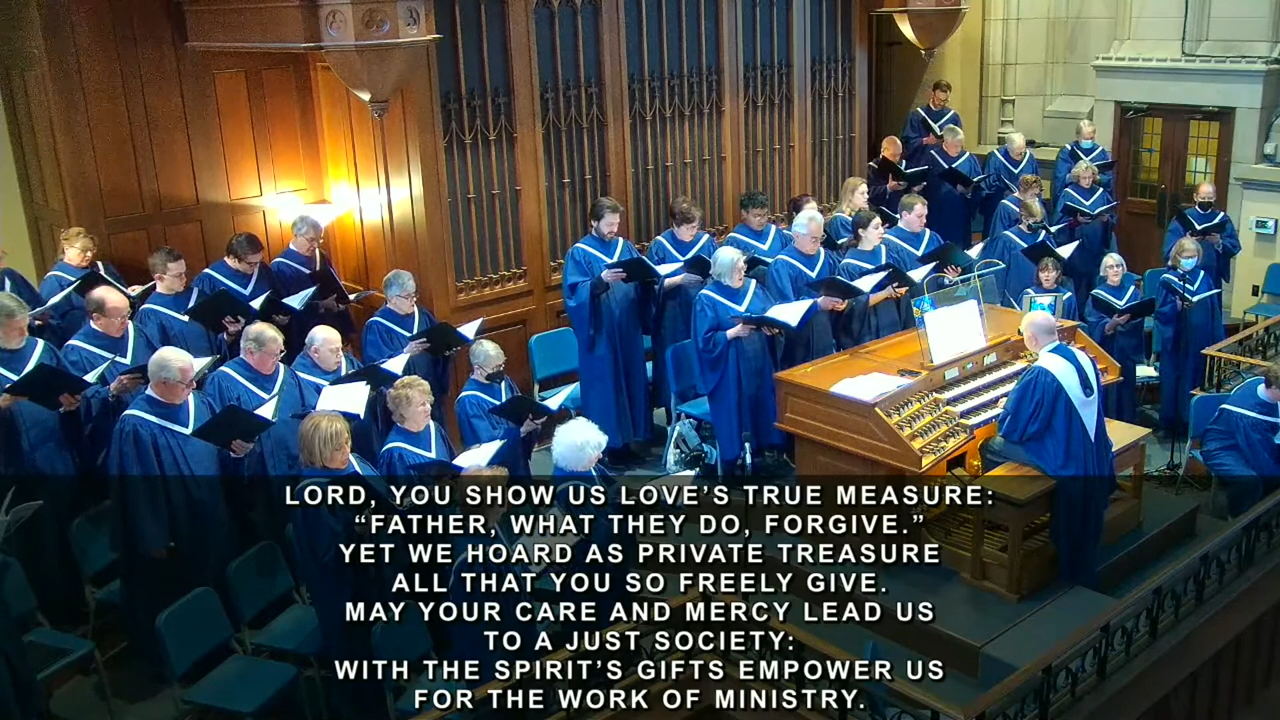 LORD, YOU SHOW US LOVE’S TRUE MEASURE:
“FATHER, WHAT THEY DO, FORGIVE.”
YET WE HOARD AS PRIVATE TREASURE
ALL THAT YOU SO FREELY GIVE.
MAY YOUR CARE AND MERCY LEAD US
TO A JUST SOCIETY:
WITH THE SPIRIT’S GIFTS EMPOWER US
FOR THE WORK OF MINISTRY.